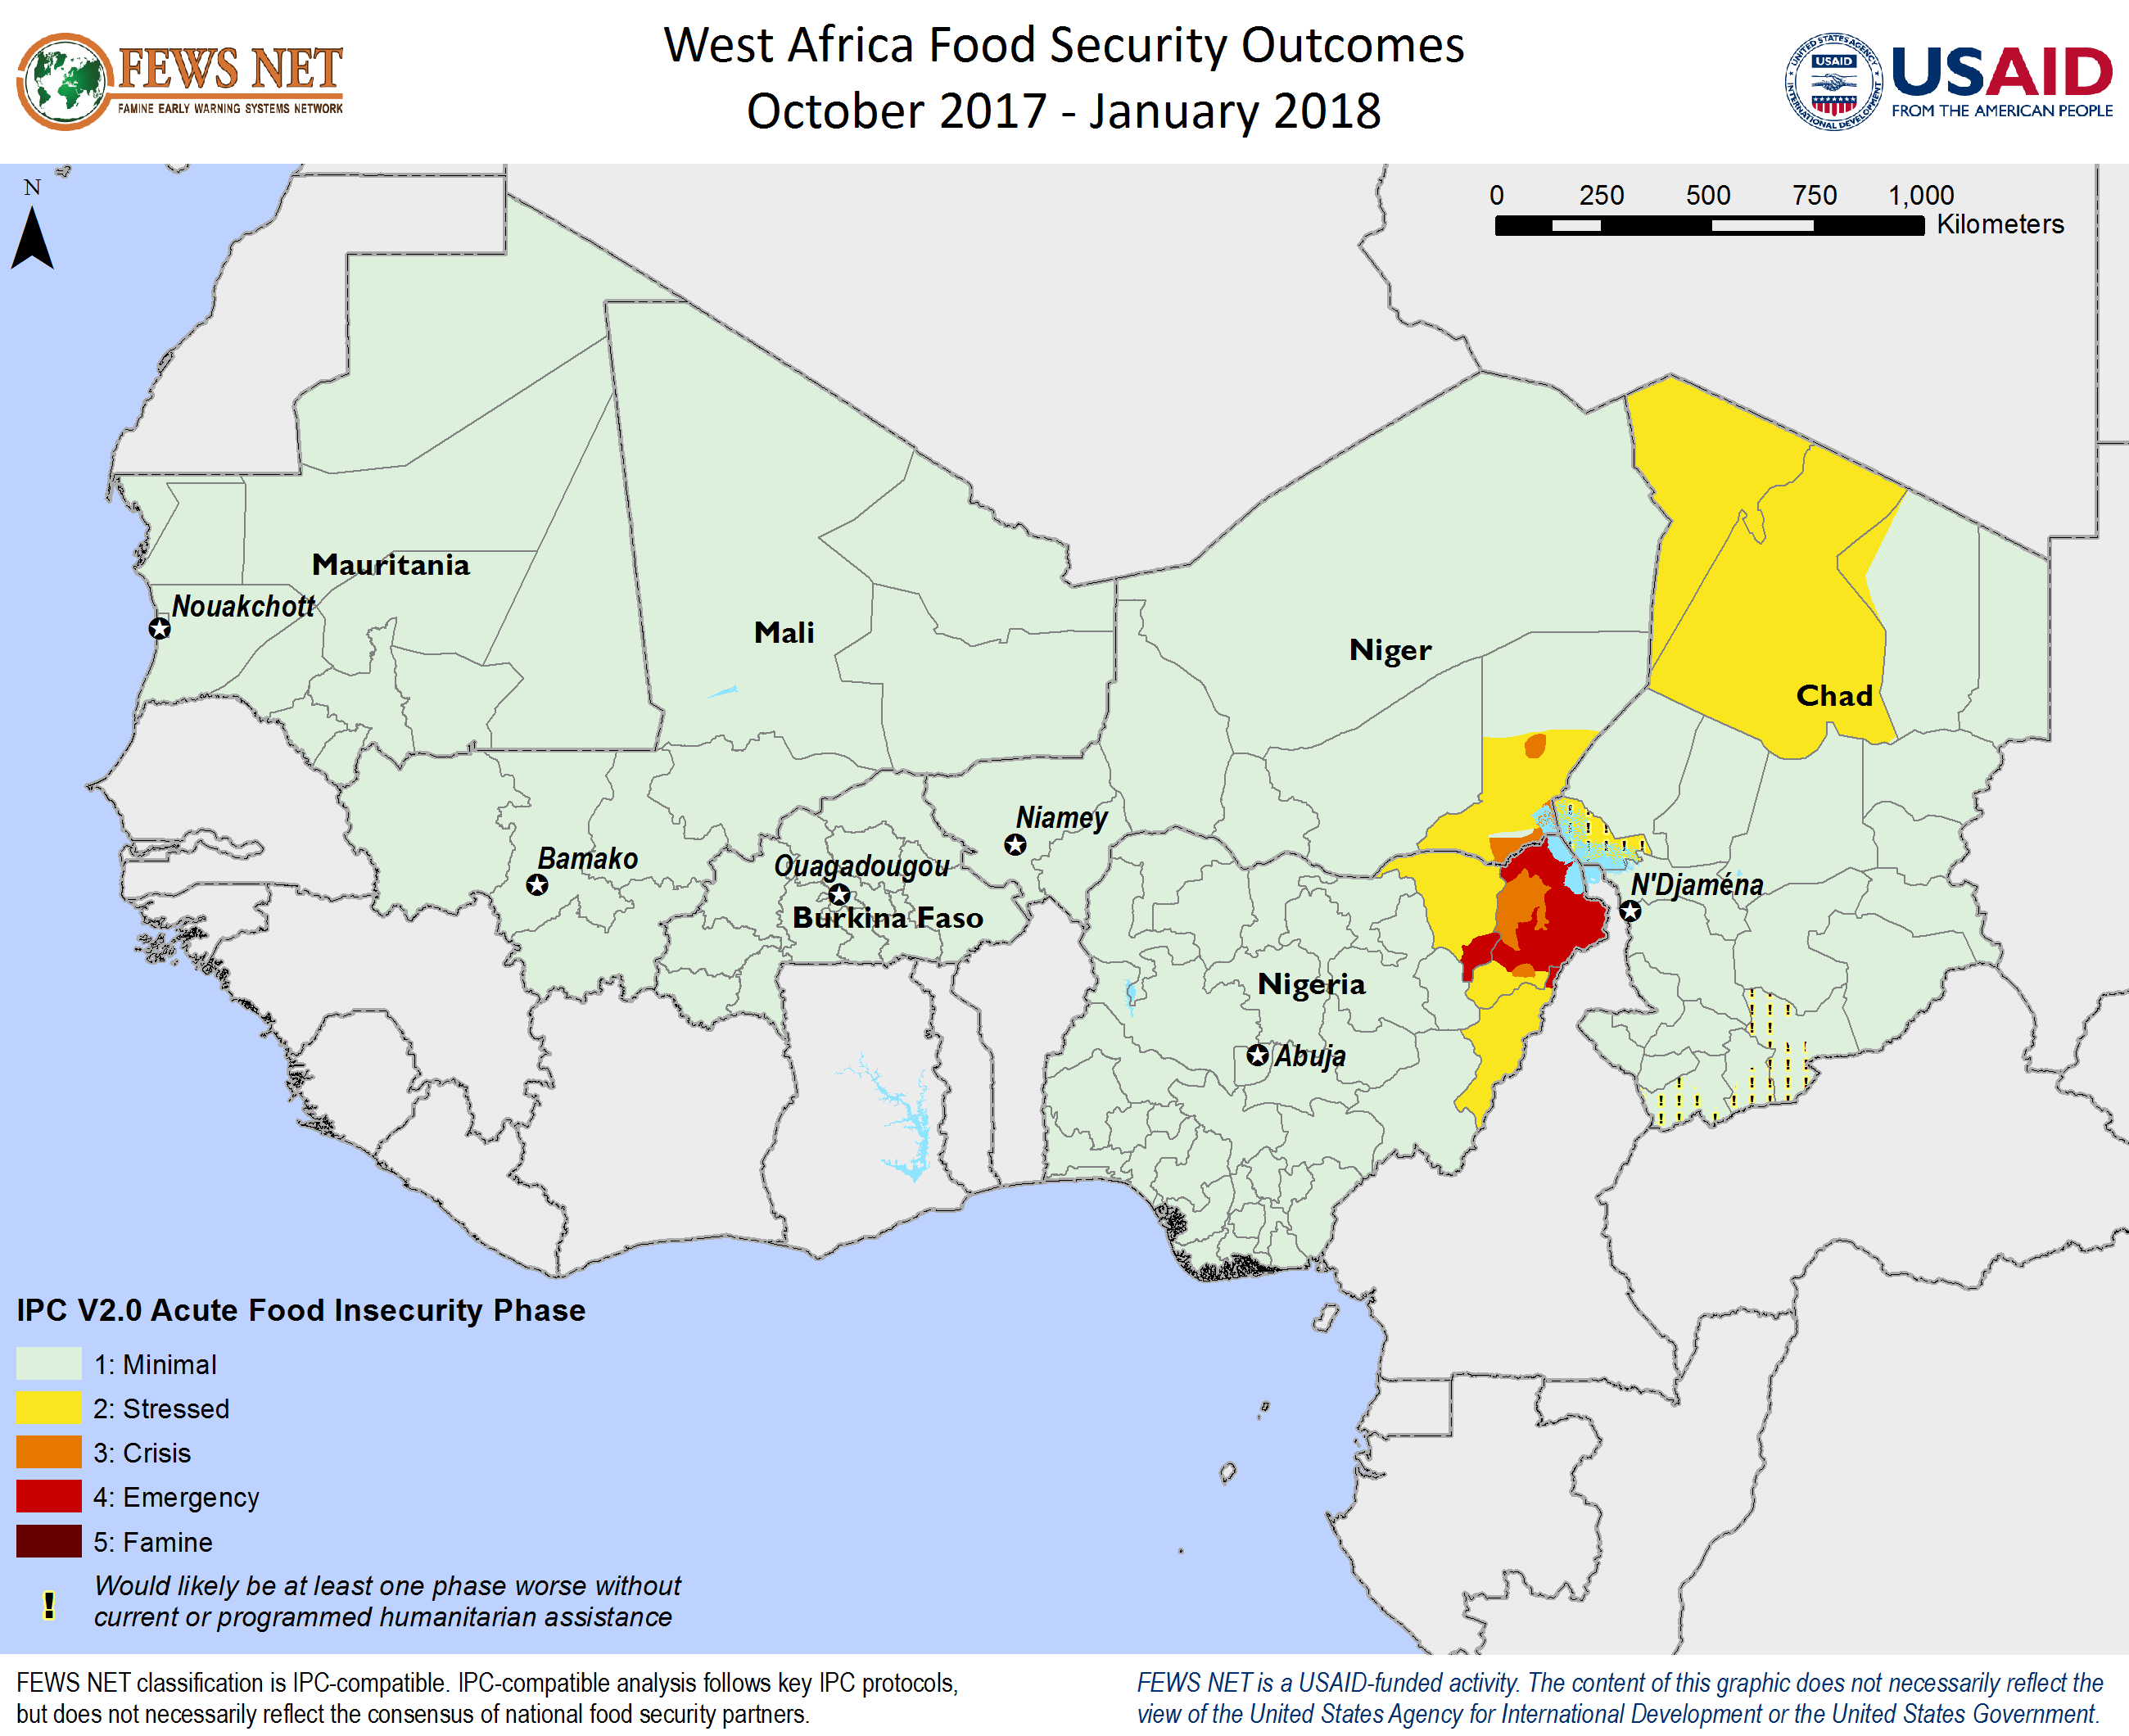 FEWS NET
FAMINE EARLY WARNING SYSTEMS NETWORK
West Africa Food Security Outcomes
October 2017 - January 2018
UNITED STATES AGENCY
INTERNATIONAL DEVELOPMENT
USAID
USAID
FROM THE AMERICAN PEOPLE
N
0 250 500 750 1,000
Kilometers
Mauritania
Nouakchott
Mali
Niger
Chad
Niamey
Bamako
Ouagadougou
Burkina Faso
N'Djaména
Nigeria
Abuja
IPC V2.0 Acute Food Insecurity Phase
1: Minimal
2: Stressed
3: Crisis
4: Emergency
5: Famine
! Would likely be at least one phase worse without
current or programmed humanitarian assistance
FEWS NET classification is IPC-compatible. IPC-compatible analysis follows key IPC protocols,
but does not necessarily reflect the consensus of national food security partners.
FEWS NET is a USAID-funded activity. The content of this graphic does not necessarily reflect the
view of the United States Agency for International Development or the United States Government.